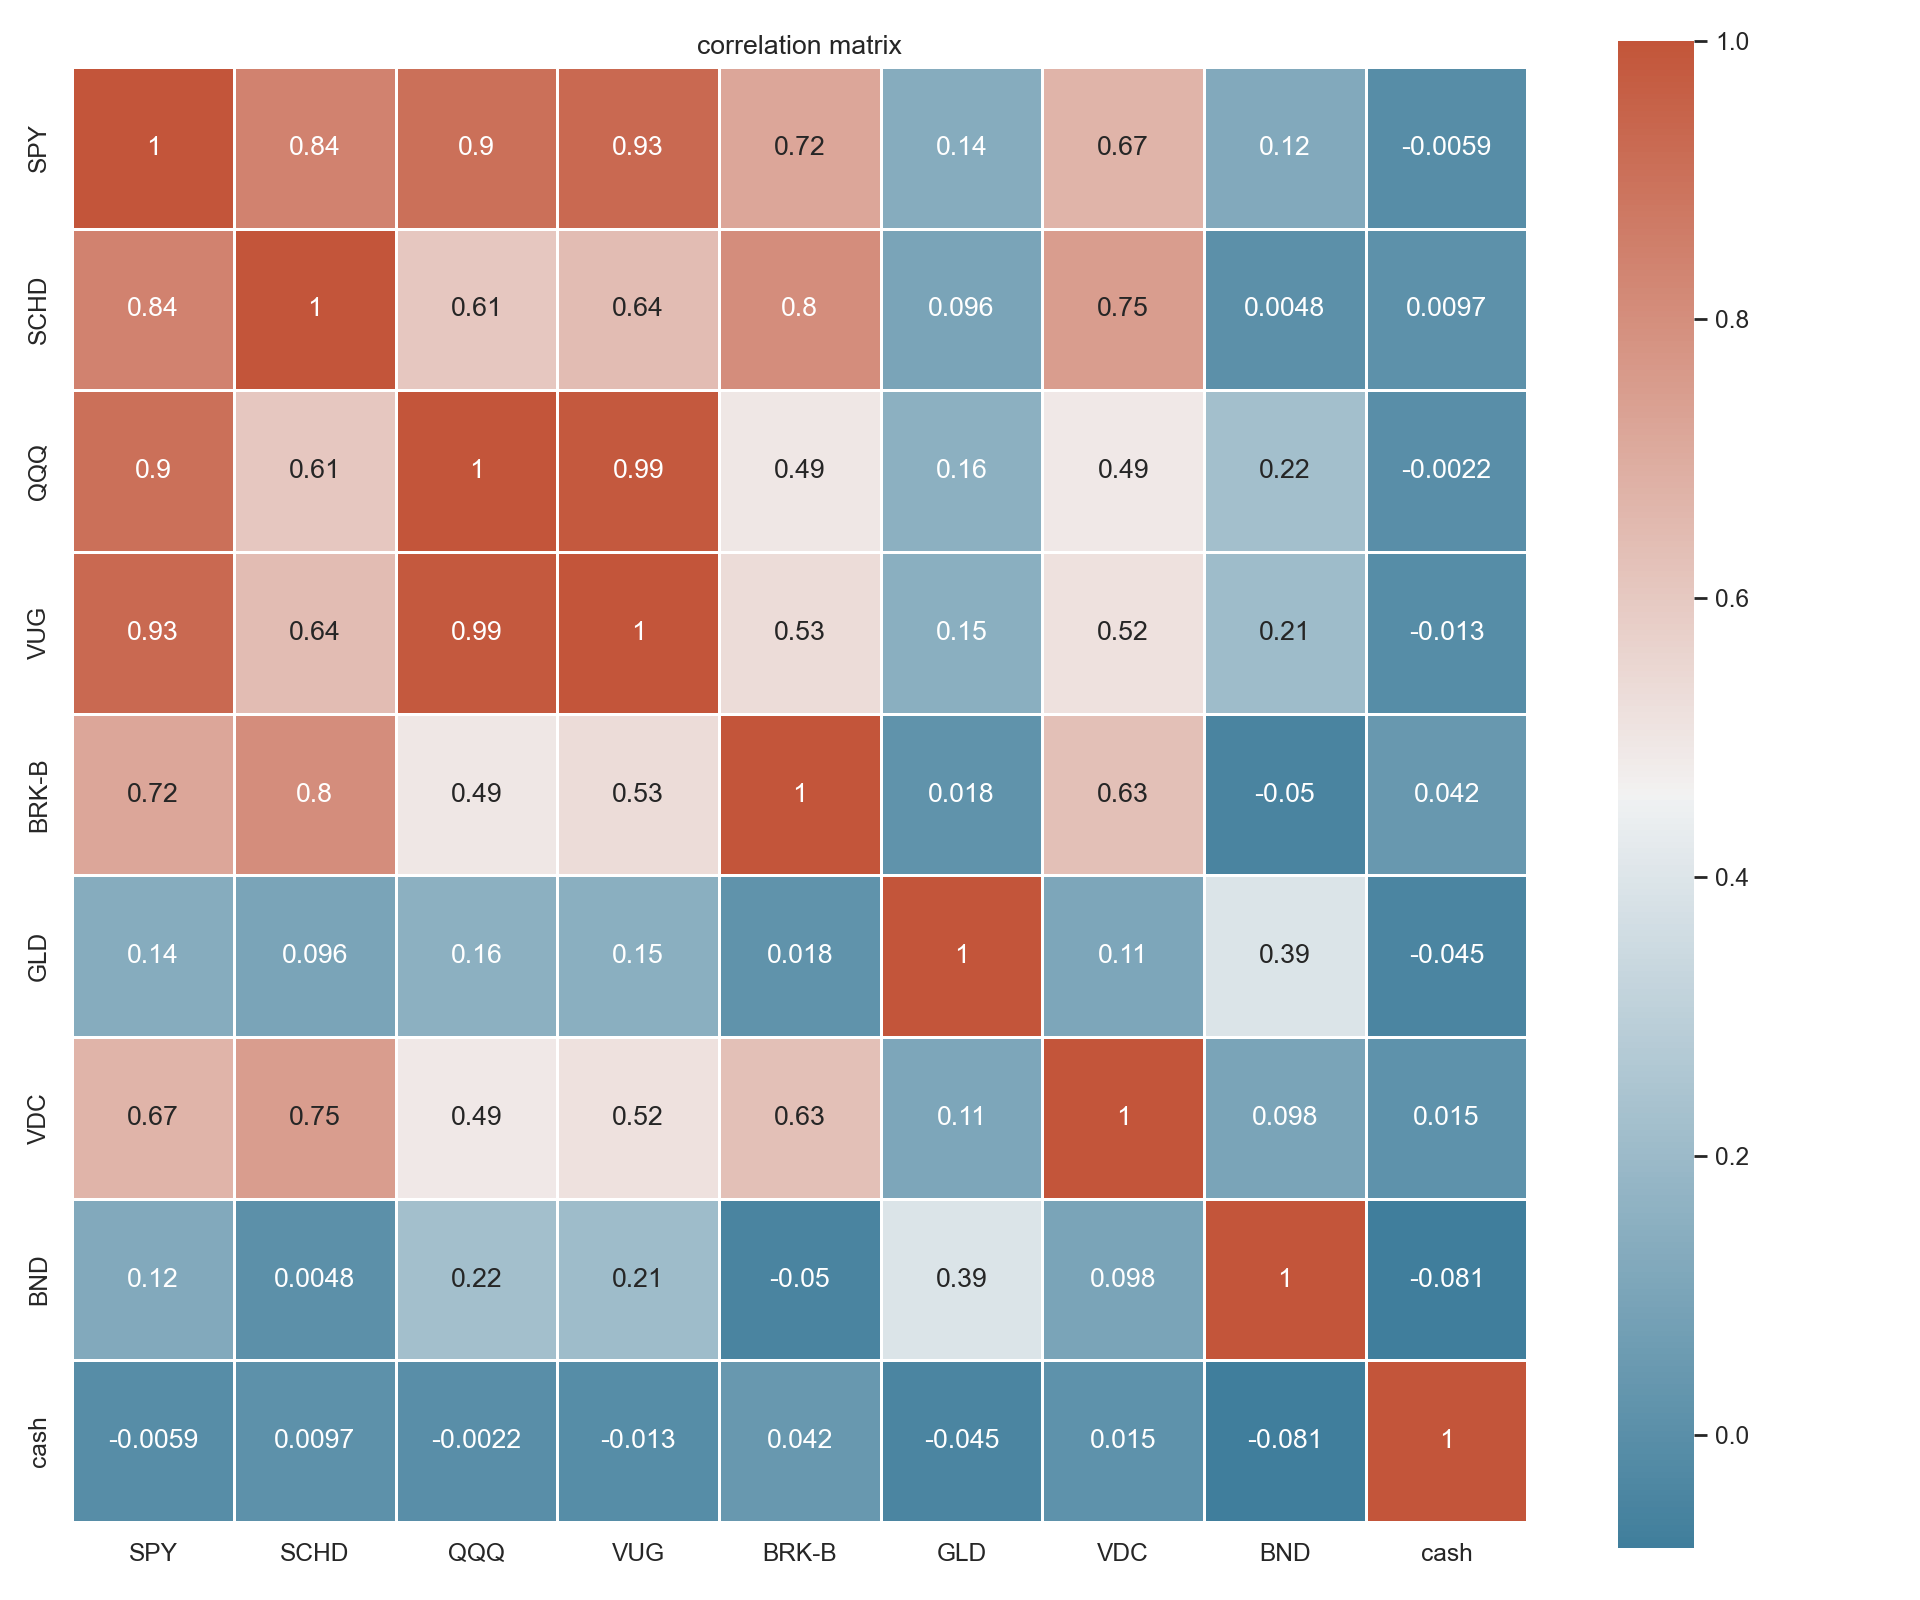 correlation matrix
SPY 1 0.84 0.9 0.93 0.72 0.14 0.67 0.12 -0.0059
SCHD 0.84 1 0.61 0.64 0.8 0.096 0.75 0.0048 0.0097
QQQ 0.9 0.61 1 0.99 0.49 0.16 0.49 0.22 -0.0022
VUG 0.93 0.64 0.99 1 0.53 0.15 0.52 0.21 -0.013
BRK-B 0.72 0.8 0.49 0.53 1 0.018 0.63 -0.05 0.042
GLD 0.14 0.096 0.16 0.15 0.018 1 0.11 0.39 -0.045
VDC 0.67 0.75 0.49 0.52 0.63 0.11 1 0.098 0.015
BND 0.12 0.0048 0.22 0.21 -0.05 0.39 0.098 1 -0.081
cash -0.0059 0.0097 -0.0022 -0.013 0.042 -0.045 0.015 -0.081 1
SPY SCHD QQQ VUG BRK-B GLD VDC BND cash
1.0
0.8
0.6
0.4
0.2
0.0